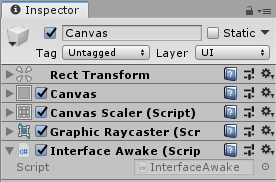 Inspector
Canvas Static
Tag Untagged Layer UI
Rect Transform
Canvas
Canvas Scaler (Script)
Graphic Raycaster (Scr
Interface Awake (Scrip
Script InterfaceAwake